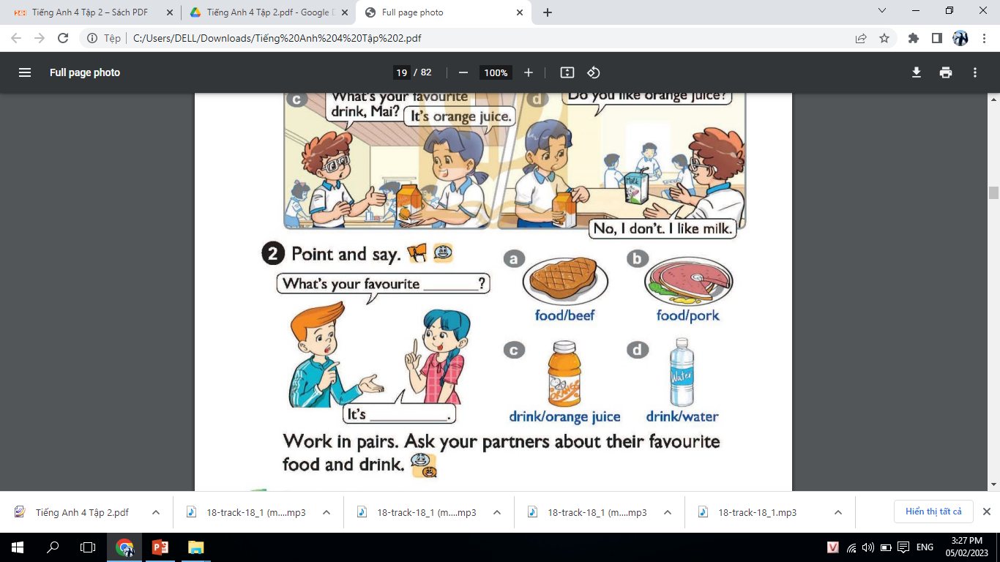 Tiếng Anh 4 Tập 2 – Sách PDF
Tiếng Anh 4 Tập 2.pdf - Google D
Full page photo
Tệp
C:/Users/DELL/Downloads/Tiếng%20Anh%204%20Tập%202.pdf
Full page photo
19 / 82
100%
c
What's your favourite
drink, Mai?
It's orange juice.
d
Do you like orange juice?
Milk
No, I don't. I like milk.
2 Point and say.
What's your favourite ________?
It's __________.
a
food/beef
b
food/pork
c
ORANGE
drink/orange juice
d
Water
drink/water
Work in pairs. Ask your partners about their favourite
food and drink.
Tiếng Anh 4 Tập 2.pdf
18-track-18_1 (m....mp3
18-track-18_1 (m....mp3
18-track-18_1 (m....mp3
18-track-18_1.mp3
Hiển thị tất cả
V
ENG
3:27 PM
05/02/2023